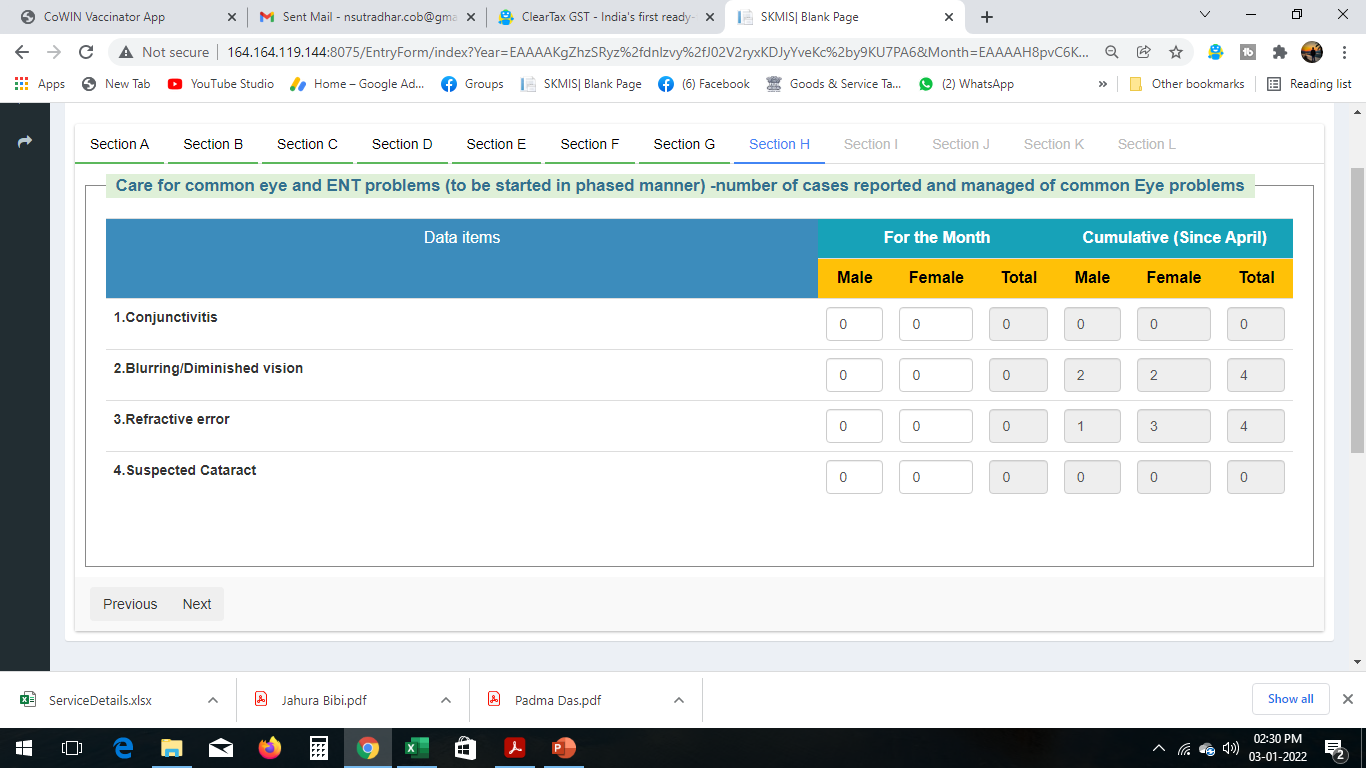 CoWIN Vaccinator App
Sent Mail - nsutradhar.cob@gma
ClearTax GST - India's first ready-
SKMIS| Blank Page
Not secure | 164.164.119.144:8075/EntryForm/index?Year=EAAAAKgZhzSRyz%2fdnIzvy%2fJ02V2ryxKDJyYveKc%2by9KU7PA6&Month=EAAAAH8pvC6K...
Apps New Tab YouTube Studio Home – Google Ad... Groups SKMIS| Blank Page (6) Facebook Goods & Service Ta... (2) WhatsApp » Other bookmarks Reading list
Section A Section B Section C Section D Section E Section F Section G Section H Section I Section J Section K Section L
Care for common eye and ENT problems (to be started in phased manner) -number of cases reported and managed of common Eye problems
Data items For the Month Cumulative (Since April)
Male Female Total Male Female Total
1.Conjunctivitis 0 0 0 0 0 0
2.Blurring/Diminished vision 0 0 0 2 2 4
3.Refractive error 0 0 0 1 3 4
4.Suspected Cataract 0 0 0 0 0 0
Previous Next
ServiceDetails.xlsx Jahura Bibi.pdf Padma Das.pdf Show all
02:30 PM
03-01-2022
2